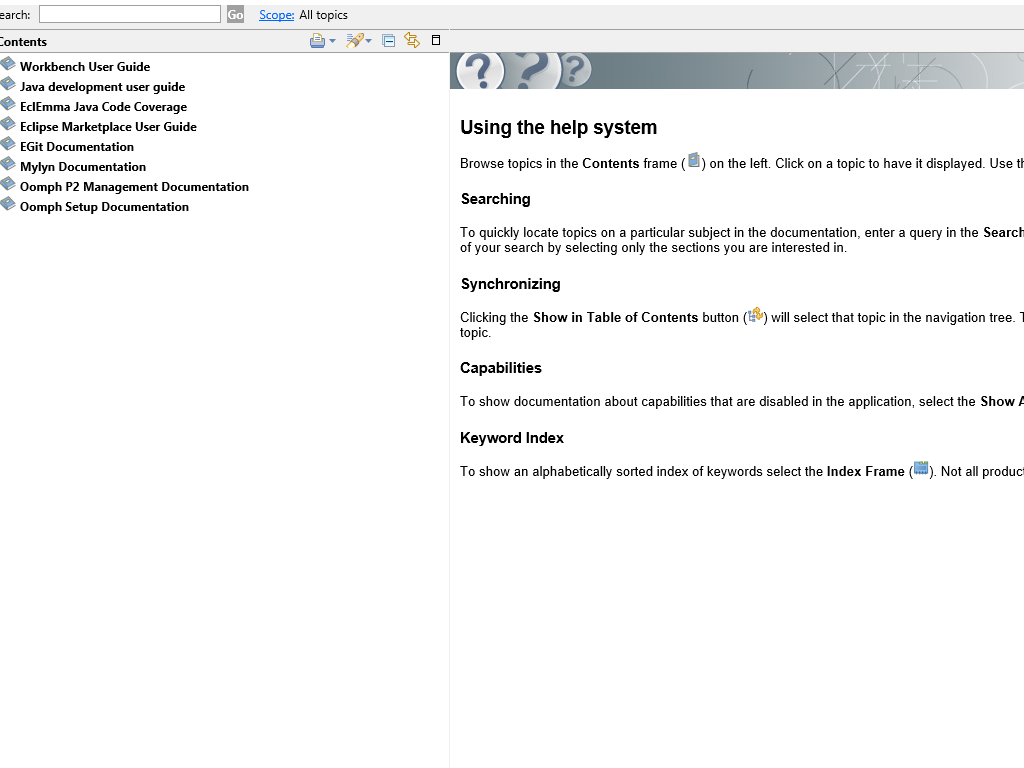 earch:
Go
Scope: All topics
Contents
Workbench User Guide
Java development user guide
EclEmma Java Code Coverage
Eclipse Marketplace User Guide
EGit Documentation
Mylyn Documentation
Oomph P2 Management Documentation
Oomph Setup Documentation
Using the help system
Browse topics in the Contents frame ( ) on the left. Click on a topic to have it displayed. Use th
Searching
To quickly locate topics on a particular subject in the documentation, enter a query in the Search
of your search by selecting only the sections you are interested in.
Synchronizing
Clicking the Show in Table of Contents button ( ) will select that topic in the navigation tree. T
topic.
Capabilities
To show documentation about capabilities that are disabled in the application, select the Show A
Keyword Index
To show an alphabetically sorted index of keywords select the Index Frame ( ). Not all product